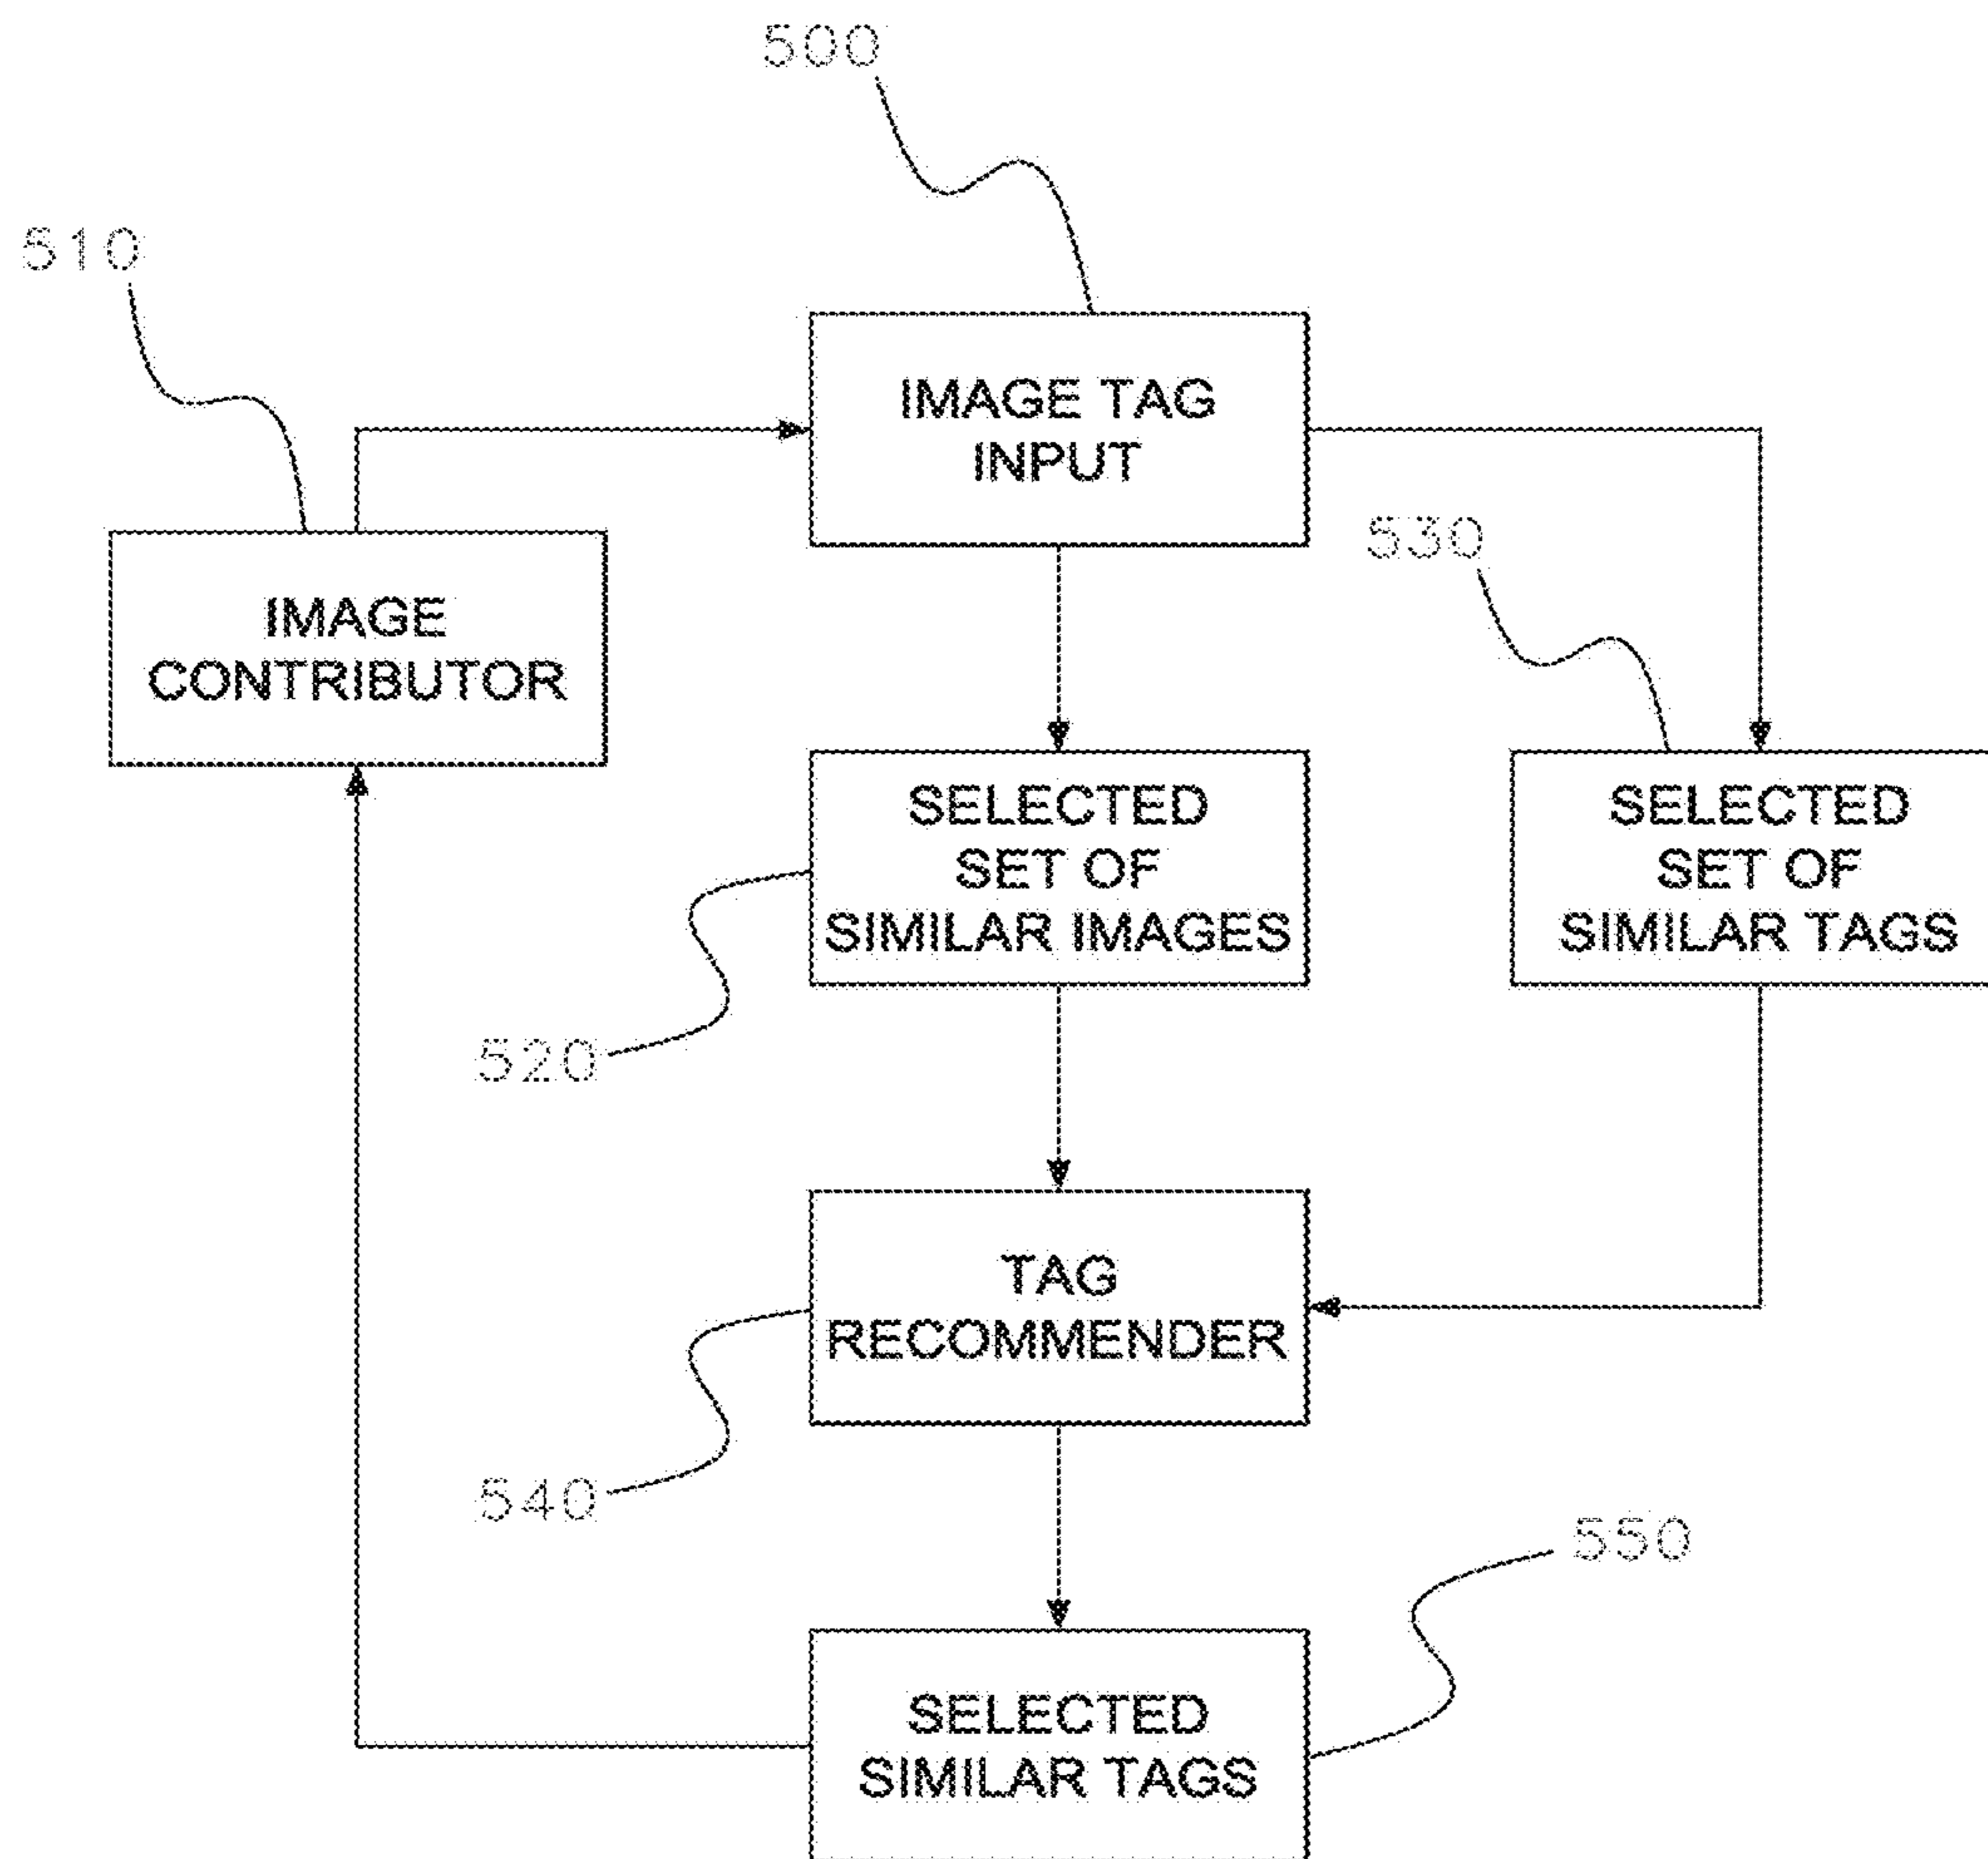 500
510
IMAGE TAG
INPUT
530
IMAGE
CONTRIBUTOR
SELECTED
SET OF
SIMILAR IMAGES
SELECTED
SET OF
SIMILAR TAGS
520
TAG
RECOMMENDER
540
550
SELECTED
SIMILAR TAGS